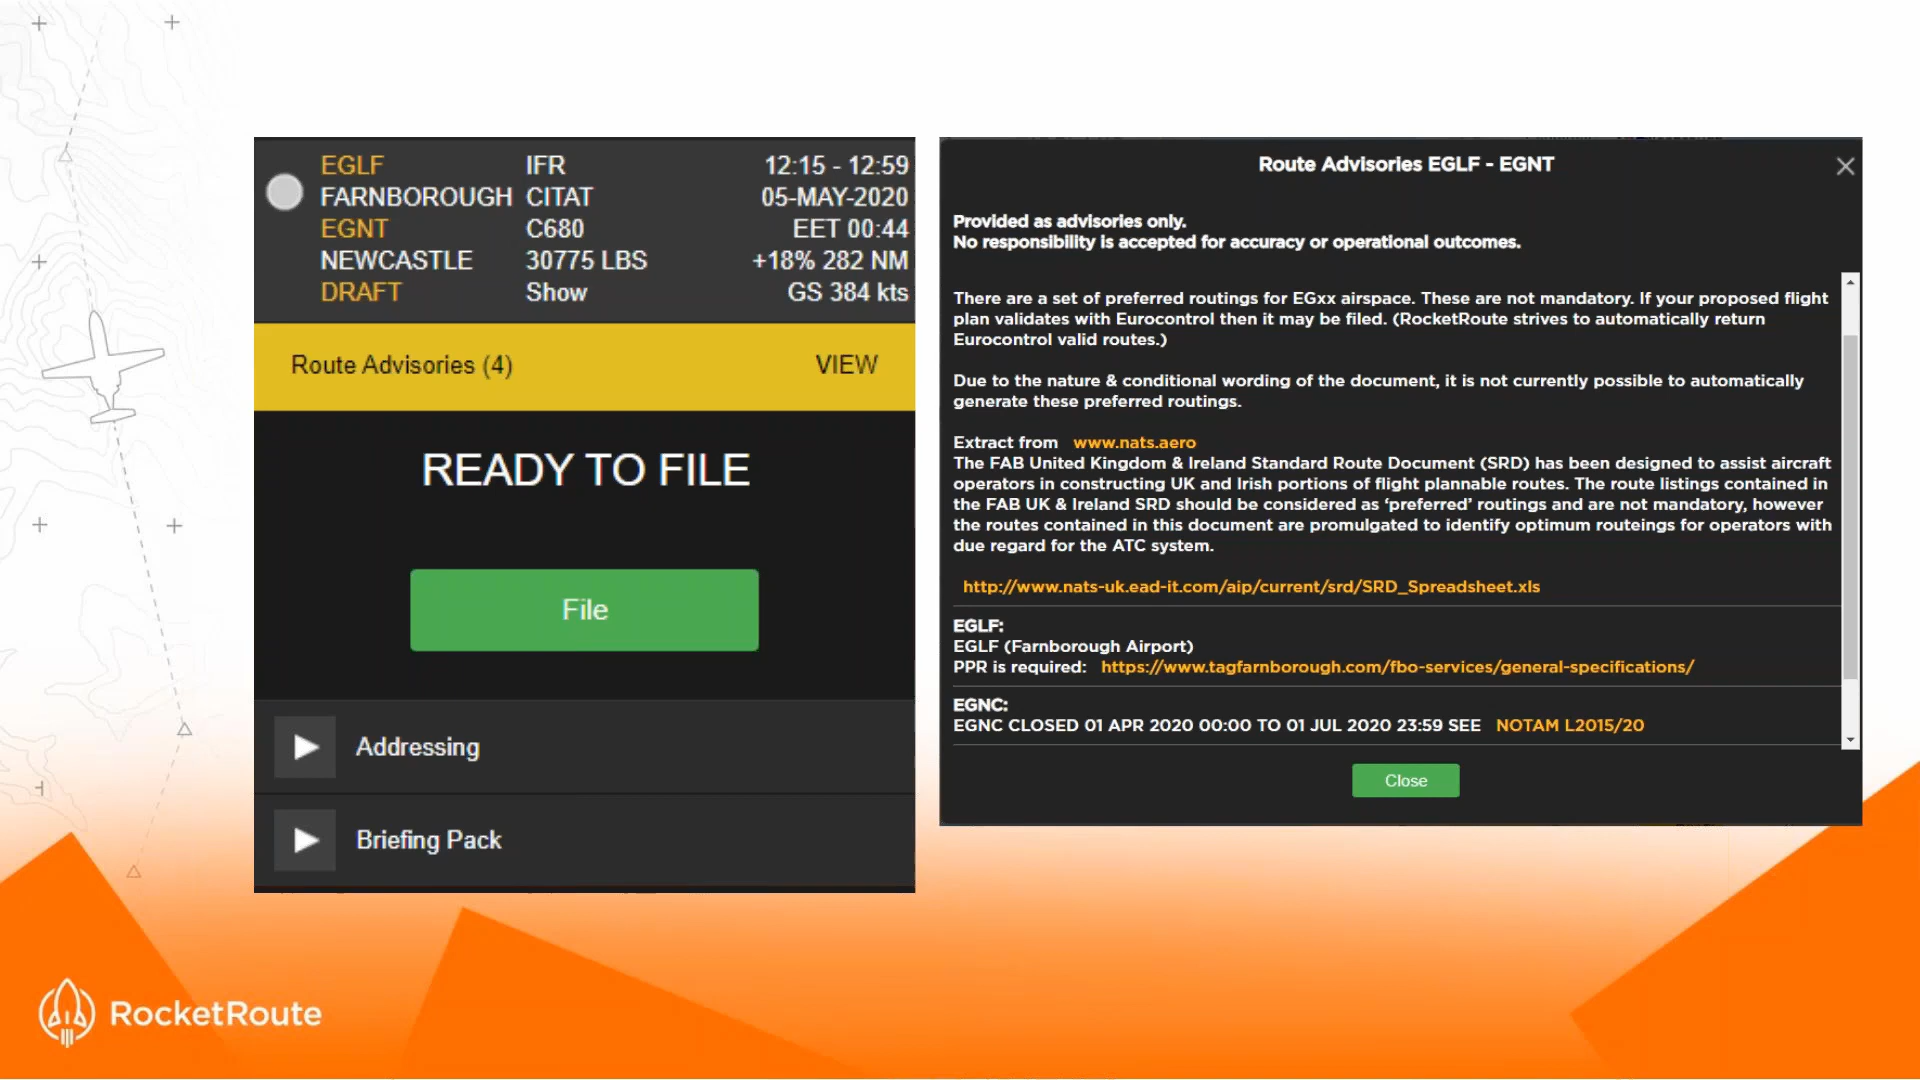 EGLF IFR 12:15 - 12:59
FARNBOROUGH CITAT 05-MAY-2020
EGNT C680 EET 00:44
NEWCASTLE 30775 LBS +18% 282 NM
DRAFT Show GS 384 kts
Route Advisories (4) VIEW
READY TO FILE
File
Addressing
Briefing Pack
Route Advisories EGLF - EGNT
Provided as advisories only.
No responsibility is accepted for accuracy or operational outcomes.
There are a set of preferred routings for EGxx airspace. These are not mandatory. If your proposed flight
plan validates with Eurocontrol then it may be filed. (RocketRoute strives to automatically return
Eurocontrol valid routes.)
Due to the nature & conditional wording of the document, it is not currently possible to automatically
generate these preferred routings.
Extract from www.nats.aero
The FAB United Kingdom & Ireland Standard Route Document (SRD) has been designed to assist aircraft
operators in constructing UK and Irish portions of flight plannable routes. The route listings contained in
the FAB UK & Ireland SRD should be considered as ‘preferred’ routings and are not mandatory, however
the routes contained in this document are promulgated to identify optimum routeings for operators with
due regard for the ATC system.
http://www.nats-uk.ead-it.com/aip/current/srd/SRD_Spreadsheet.xls
EGLF:
EGLF (Farnborough Airport)
PPR is required: https://www.tagfarnborough.com/fbo-services/general-specifications/
EGNC:
EGNC CLOSED 01 APR 2020 00:00 TO 01 JUL 2020 23:59 SEE NOTAM L2015/20
Close
RocketRoute